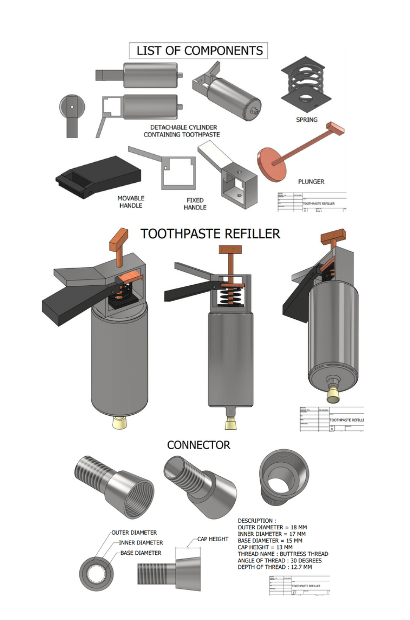 LIST OF COMPONENTS
DETACHABLE CYLINDER
CONTAINING TOOTHPASTE
SPRING
MOVABLE
HANDLE
FIXED
HANDLE
PLUNGER
TOOTHPASTE REFILLER
TOOTHPASTE REFILLER
TOOTHPASTE REFILL
CONNECTOR
OUTER DIAMETER
INNER DIAMETER
BASE DIAMETER
CAP HEIGHT
DESCRIPTION :
OUTER DIAMETER = 18 MM
INNER DIAMETER = 17 MM
BASE DIAMETER = 15 MM
CAP HEIGHT = 13 MM
THREAD NAME : BUTTRESS THREAD
ANGLE OF THREAD : 30 DEGREES
DEPTH OF THREAD : 12.7 MM
TOOTHPASTE REFILLER